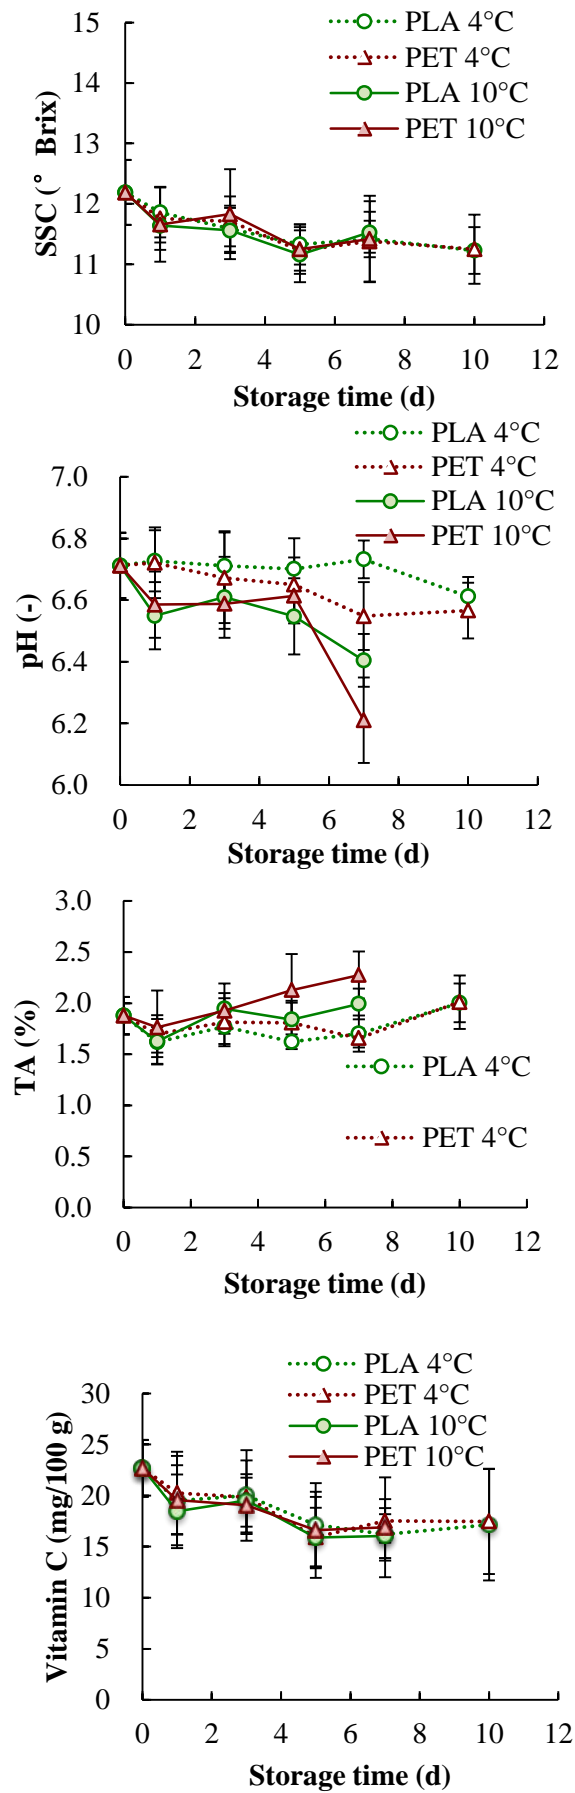 PLA 4°C
PET 4°C
PLA 10°C
PET 10°C
SSC (° Brix)
15
14
13
12
11
10
0 2 4 6 8 10 12
Storage time (d)
PLA 4°C
PET 4°C
PLA 10°C
PET 10°C
pH (-)
7.0
6.8
6.6
6.4
6.2
6.0
0 2 4 6 8 10 12
Storage time (d)
TA (%)
3.0
2.5
2.0
1.5
1.0
0.5
0.0
PLA 4°C
PET 4°C
0 2 4 6 8 10 12
Storage time (d)
PLA 4°C
PET 4°C
PLA 10°C
PET 10°C
Vitamin C (mg/100 g)
30
25
20
15
10
5
0
0 2 4 6 8 10 12
Storage time (d)